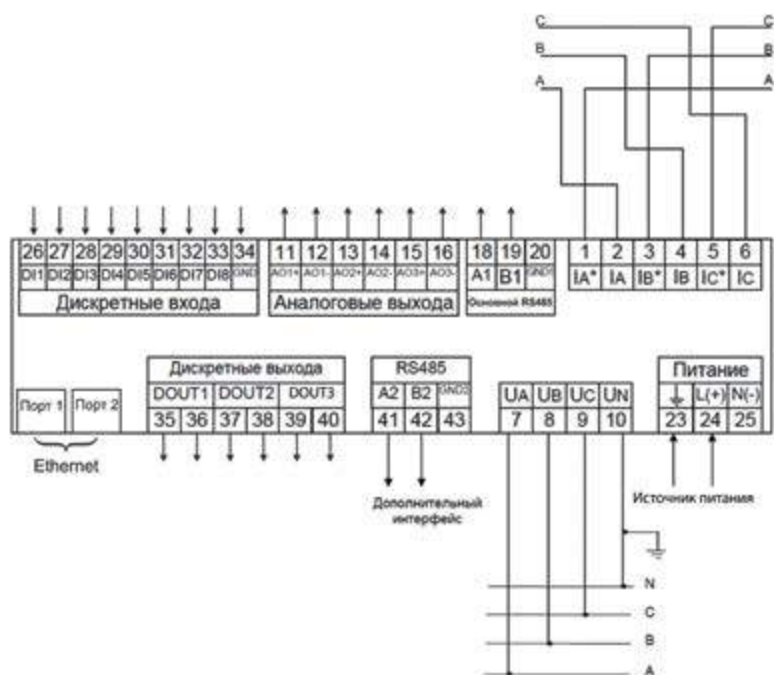 C C
B B
A A
26 27 28 29 30 31 32 33 34
DI1 DI2 DI3 DI4 DI5 DI6 DI7 DI8 GND
Дискретные входа
11 12 13 14 15 16
AO1+ AO1- AO2+ AO2- AO3+ AO3-
Аналоговые выхода
18 19 20
A1 B1 GND1
Основной RS485
1 2 3 4 5 6
IA* IA IB* IB IC* IC
Порт 1 Порт 2
Ethernet
Дискретные выхода
DOUT1 DOUT2 DOUT3
35 36 37 38 39 40
RS485
A2 B2 GND2
41 42 43
Дополнительный
интерфейс
UA UB UC UN
7 8 9 10
Питание
L(+) N(-)
23 24 25
Источник питания
N
C
B
A